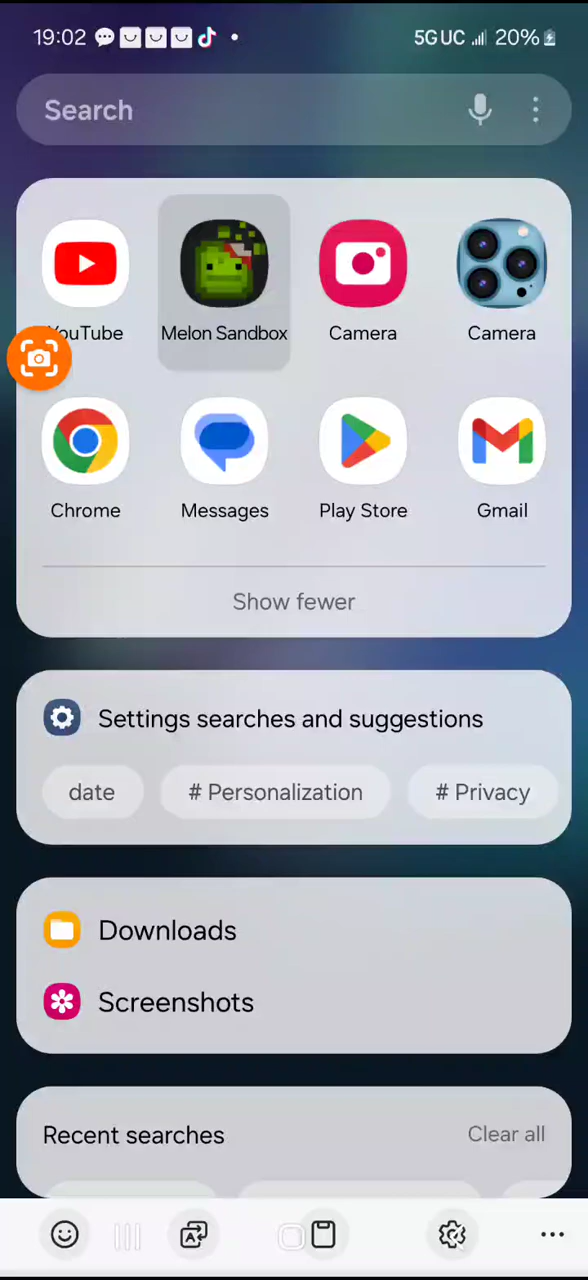 19:02
5G UC 20%
Search
YouTube Melon Sandbox Camera Camera
Chrome Messages Play Store Gmail
Show fewer
Settings searches and suggestions
date # Personalization # Privacy
Downloads
Screenshots
Recent searches Clear all